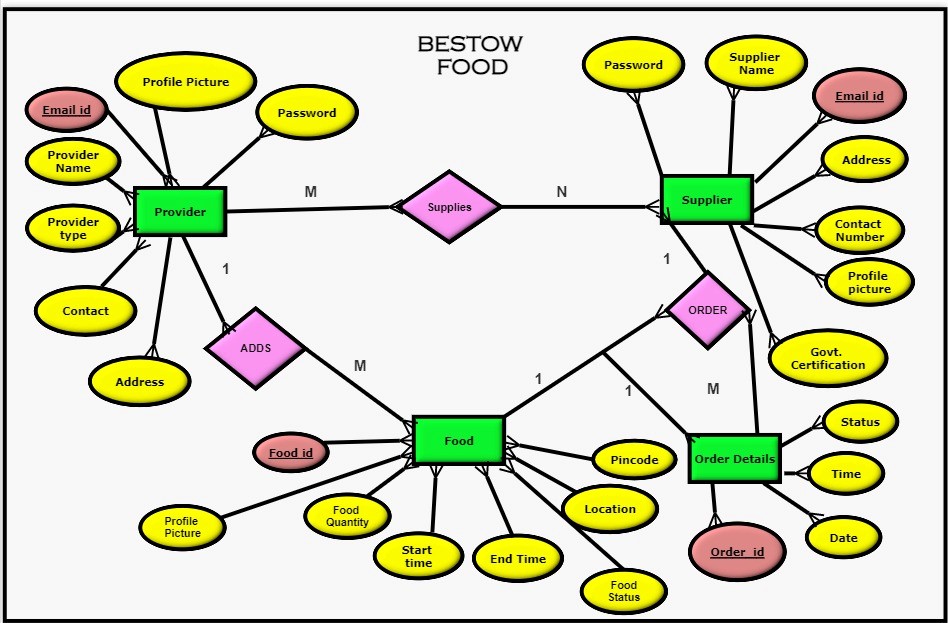 BESTOW
FOOD
Profile Picture
Email id
Password
Provider
Name
Provider
type
Provider
Contact
Address
M
Supplies
N
Password
Supplier
Name
Email id
Address
Supplier
Contact
Number
Profile
picture
Govt.
Certification
1
ADDS
M
1
ORDER
1
1
M
Food
Food id
Profile
Picture
Food
Quantity
Start
time
End Time
Food
Status
Location
Pincode
Order Details
Status
Time
Date
Order_id